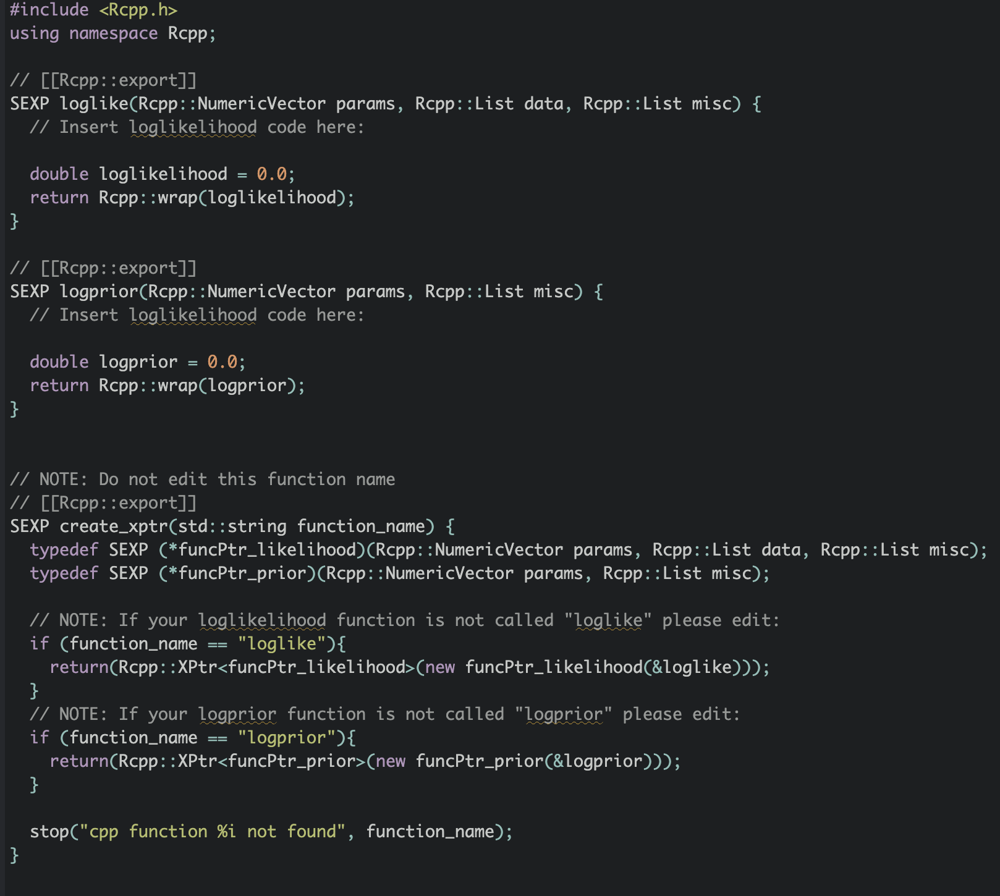 #include <Rcpp.h>
using namespace Rcpp;
// [[Rcpp::export]]
SEXP loglike(Rcpp::NumericVector params, Rcpp::List data, Rcpp::List misc) {
// Insert loglikelihood code here:
double loglikelihood = 0.0;
return Rcpp::wrap(loglikelihood);
}
// [[Rcpp::export]]
SEXP logprior(Rcpp::NumericVector params, Rcpp::List misc) {
// Insert loglikelihood code here:
double logprior = 0.0;
return Rcpp::wrap(logprior);
}
// NOTE: Do not edit this function name
// [[Rcpp::export]]
SEXP create_xptr(std::string function_name) {
typedef SEXP (*funcPtr_likelihood)(Rcpp::NumericVector params, Rcpp::List data, Rcpp::List misc);
typedef SEXP (*funcPtr_prior)(Rcpp::NumericVector params, Rcpp::List misc);
// NOTE: If your loglikelihood function is not called "loglike" please edit:
if (function_name == "loglike"){
return(Rcpp::XPtr<funcPtr_likelihood>(new funcPtr_likelihood(&loglike)));
}
// NOTE: If your logprior function is not called "logprior" please edit:
if (function_name == "logprior"){
return(Rcpp::XPtr<funcPtr_prior>(new funcPtr_prior(&logprior)));
}
stop("cpp function %i not found", function_name);
}